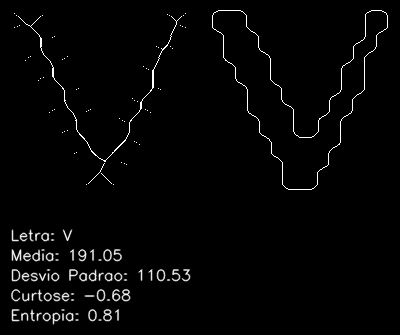 Letra: V
Media: 191.05
Desvio Padrao: 110.53
Curtose: −0.68
Entropia: 0.81